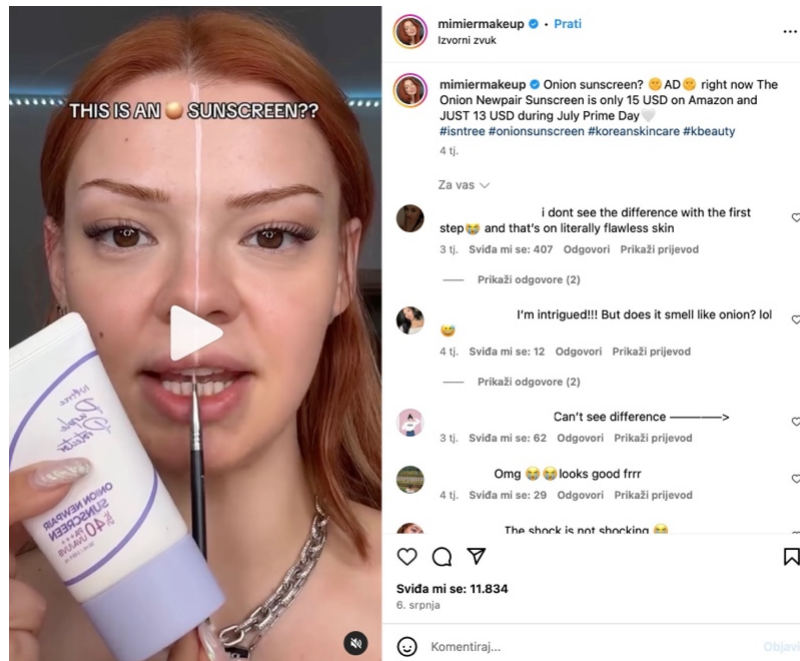 THIS IS AN 🧅 SUNSCREEN??
ONION NEWPAIR
SUNSCREEN
40
PA+++
UVA/UVB
mimiermakeup • Prati
Izvorni zvuk
mimiermakeup Onion sunscreen? 🤭AD🤭 right now The
Onion Newpair Sunscreen is only 15 USD on Amazon and
JUST 13 USD during July Prime Day🤍
#isntree #onionsunscreen #koreanskincare #kbeauty
4 tj.
Za vas
i dont see the difference with the first
step😭 and that's on literally flawless skin
3 tj. Sviđa mi se: 407 Odgovori Prikaži prijevod
Prikaži odgovore (2)
I'm intrigued!!! But does it smell like onion? lol
😅
4 tj. Sviđa mi se: 12 Odgovori Prikaži prijevod
Prikaži odgovore (2)
Can't see difference ————>
3 tj. Sviđa mi se: 62 Odgovori Prikaži prijevod
Omg 😭😭looks good frrr
4 tj. Sviđa mi se: 29 Odgovori Prikaži prijevod
The shock is not shocking 😭
Sviđa mi se: 11.834
6. srpnja
Komentiraj...
Objavi